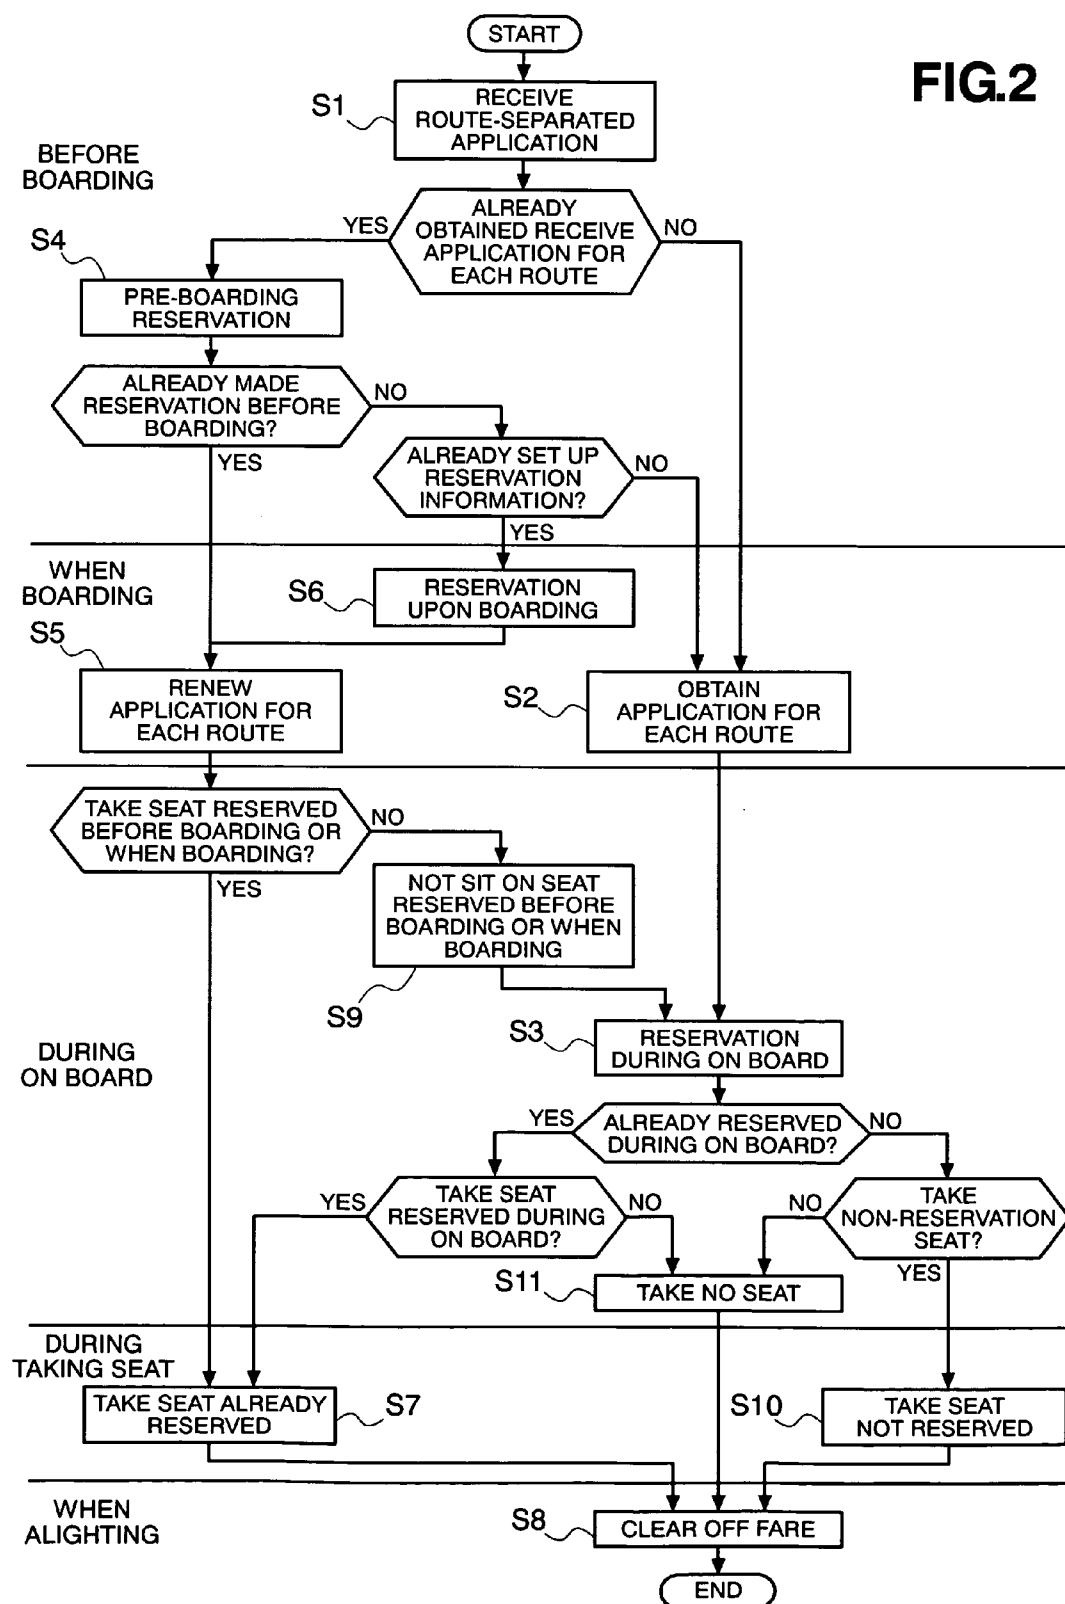 START
FIG.2
S1
RECEIVE
ROUTE-SEPARATED
APPLICATION
BEFORE
BOARDING
ALREADY
OBTAINED RECEIVE
APPLICATION FOR
EACH ROUTE
YES
NO
S4
PRE-BOARDING
RESERVATION
ALREADY MADE
RESERVATION BEFORE
BOARDING?
NO
YES
ALREADY SET UP
RESERVATION
INFORMATION?
NO
YES
WHEN
BOARDING
S6
RESERVATION
UPON BOARDING
S5
RENEW
APPLICATION FOR
EACH ROUTE
S2
OBTAIN
APPLICATION FOR
EACH ROUTE
TAKE SEAT RESERVED
BEFORE BOARDING OR
WHEN BOARDING?
NO
YES
NOT SIT ON SEAT
RESERVED BEFORE
BOARDING OR WHEN
BOARDING
S9
S3
RESERVATION
DURING ON BOARD
DURING
ON BOARD
YES
ALREADY RESERVED
DURING ON BOARD?
NO
YES
TAKE SEAT
RESERVED DURING
ON BOARD?
NO
NO
TAKE
NON-RESERVATION
SEAT?
YES
S11
TAKE NO SEAT
DURING
TAKING SEAT
TAKE SEAT ALREADY
RESERVED
S7
S10
TAKE SEAT
NOT RESERVED
WHEN
ALIGHTING
S8
CLEAR OFF FARE
END